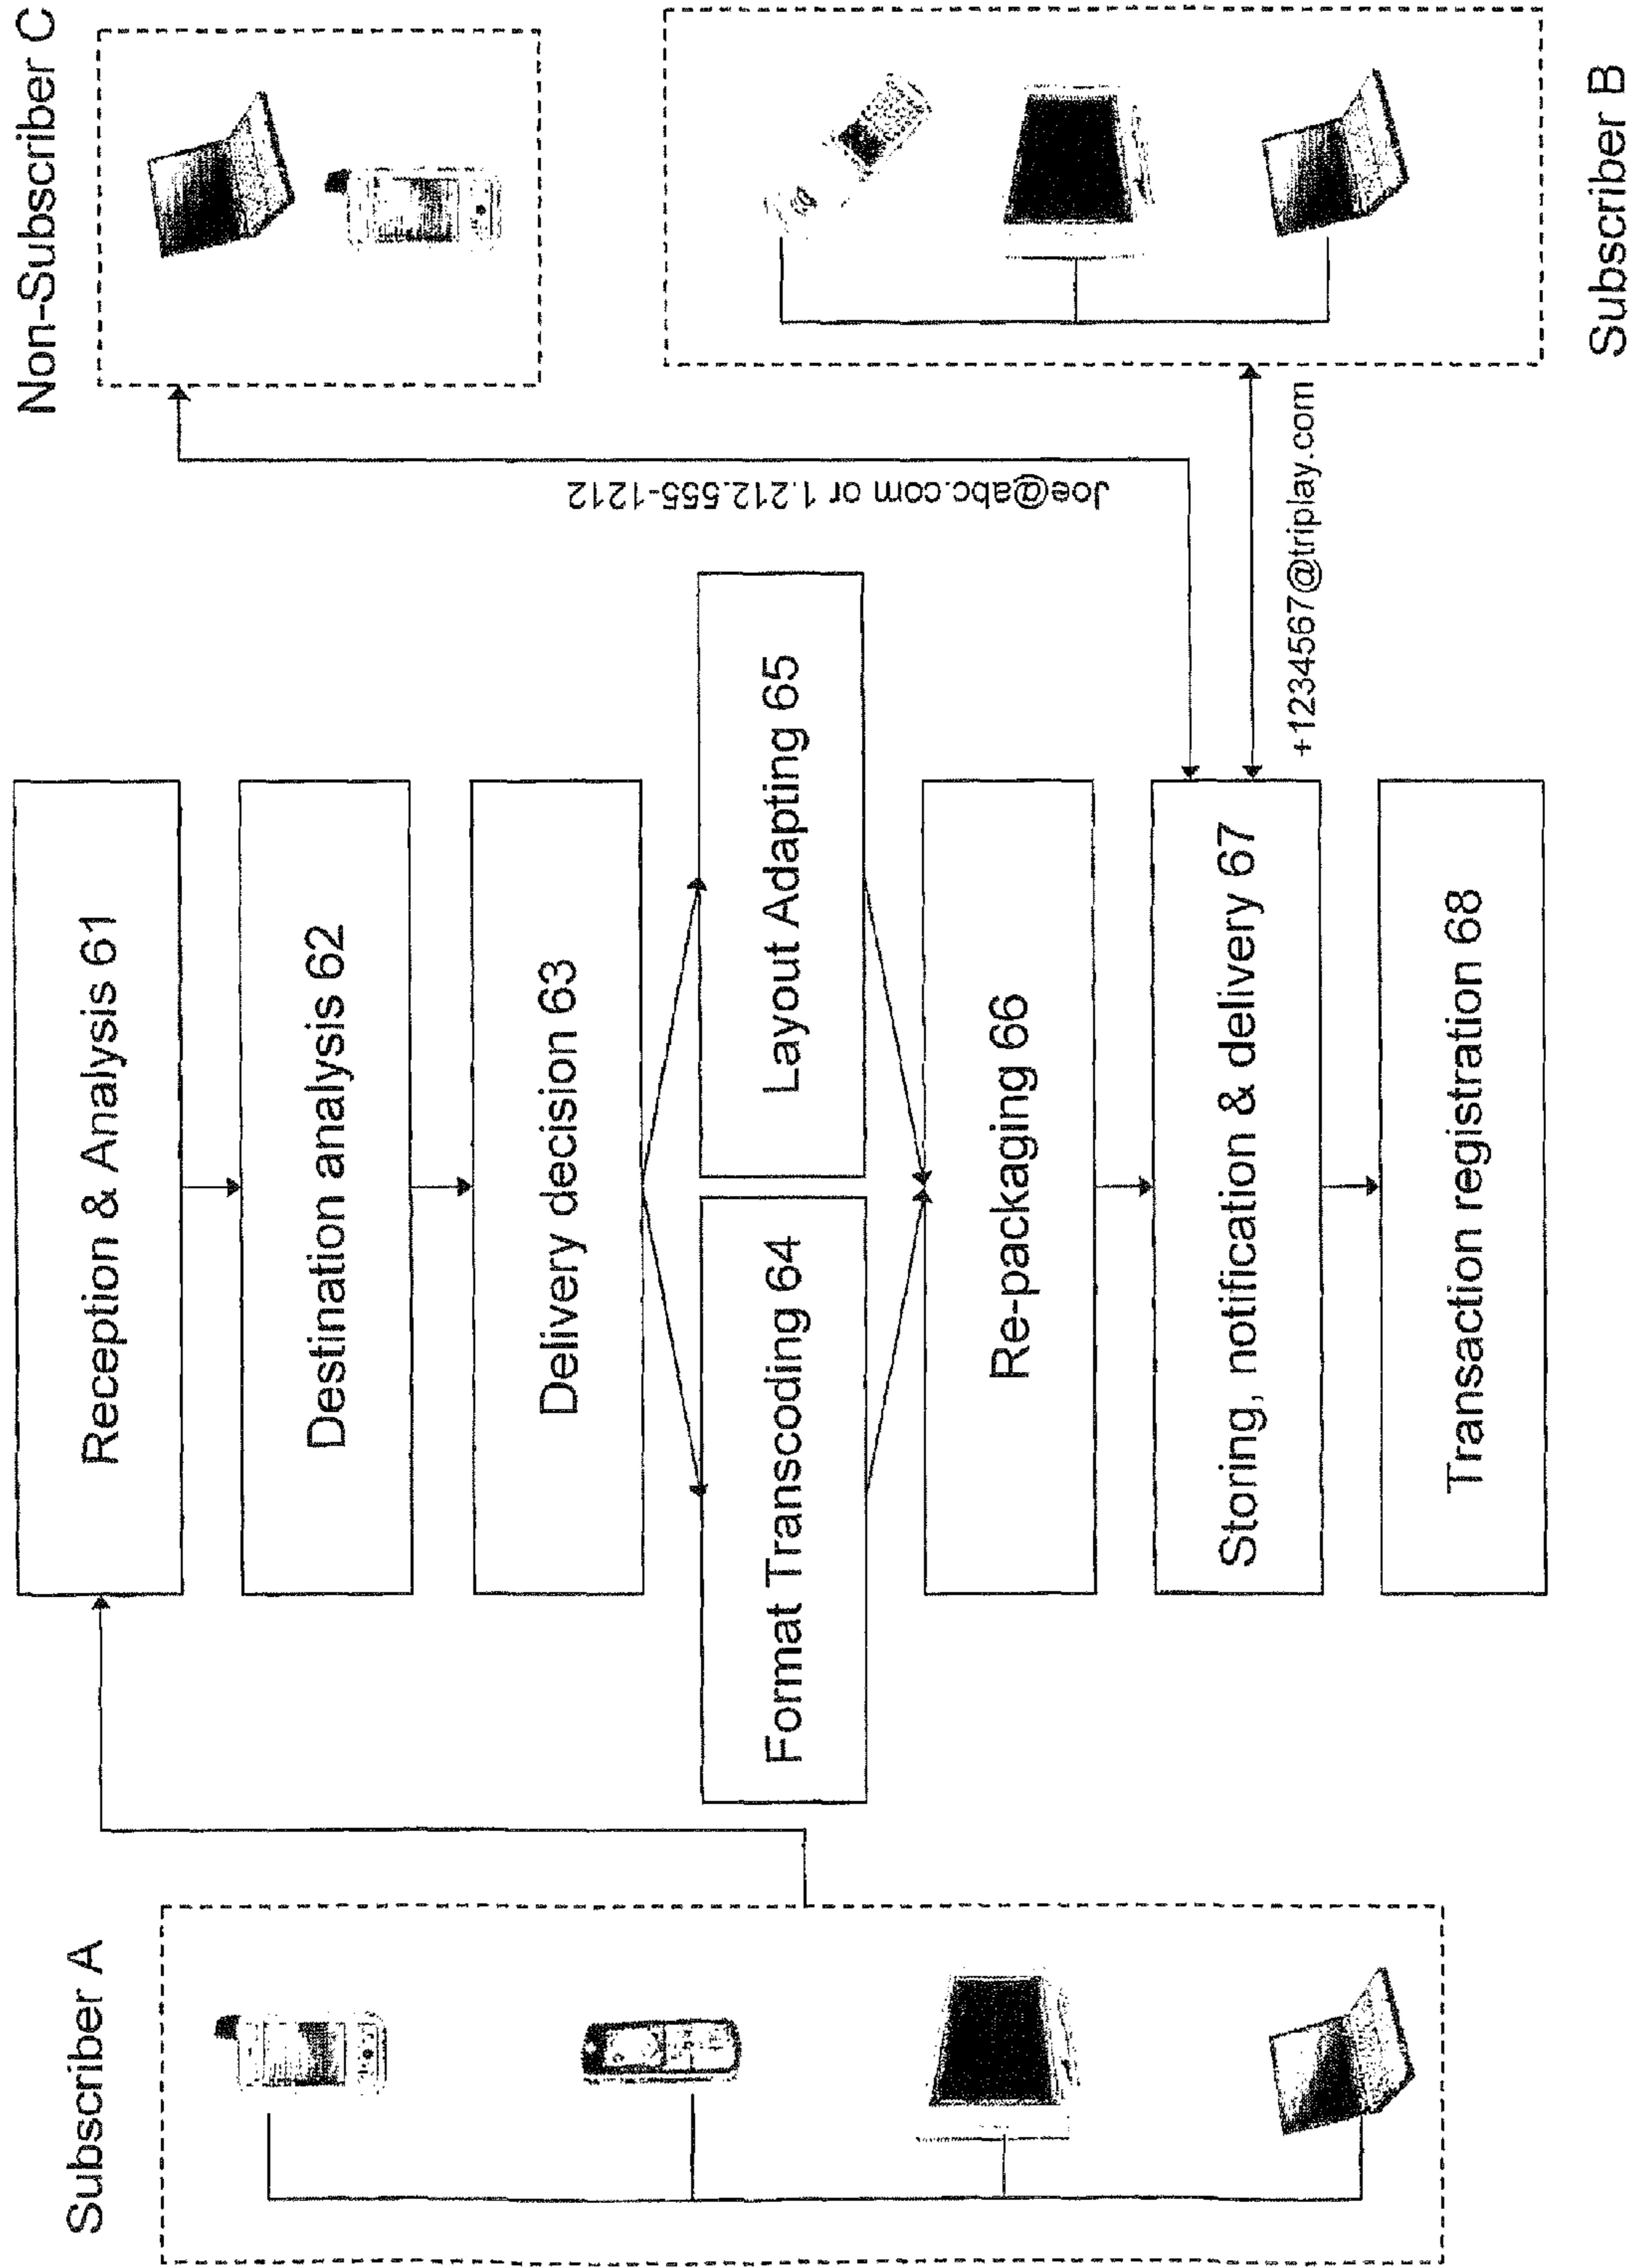 Subscriber A
Reception & Analysis 61
Destination analysis 62
Delivery decision 63
Format Transcoding 64
Layout Adapting 65
Re-packaging 66
Storing, notification & delivery 67
Transaction registration 68
Non-Subscriber C
Joe@abc.com or 1.212.555-1212
+1234567@triplay.com
Subscriber B